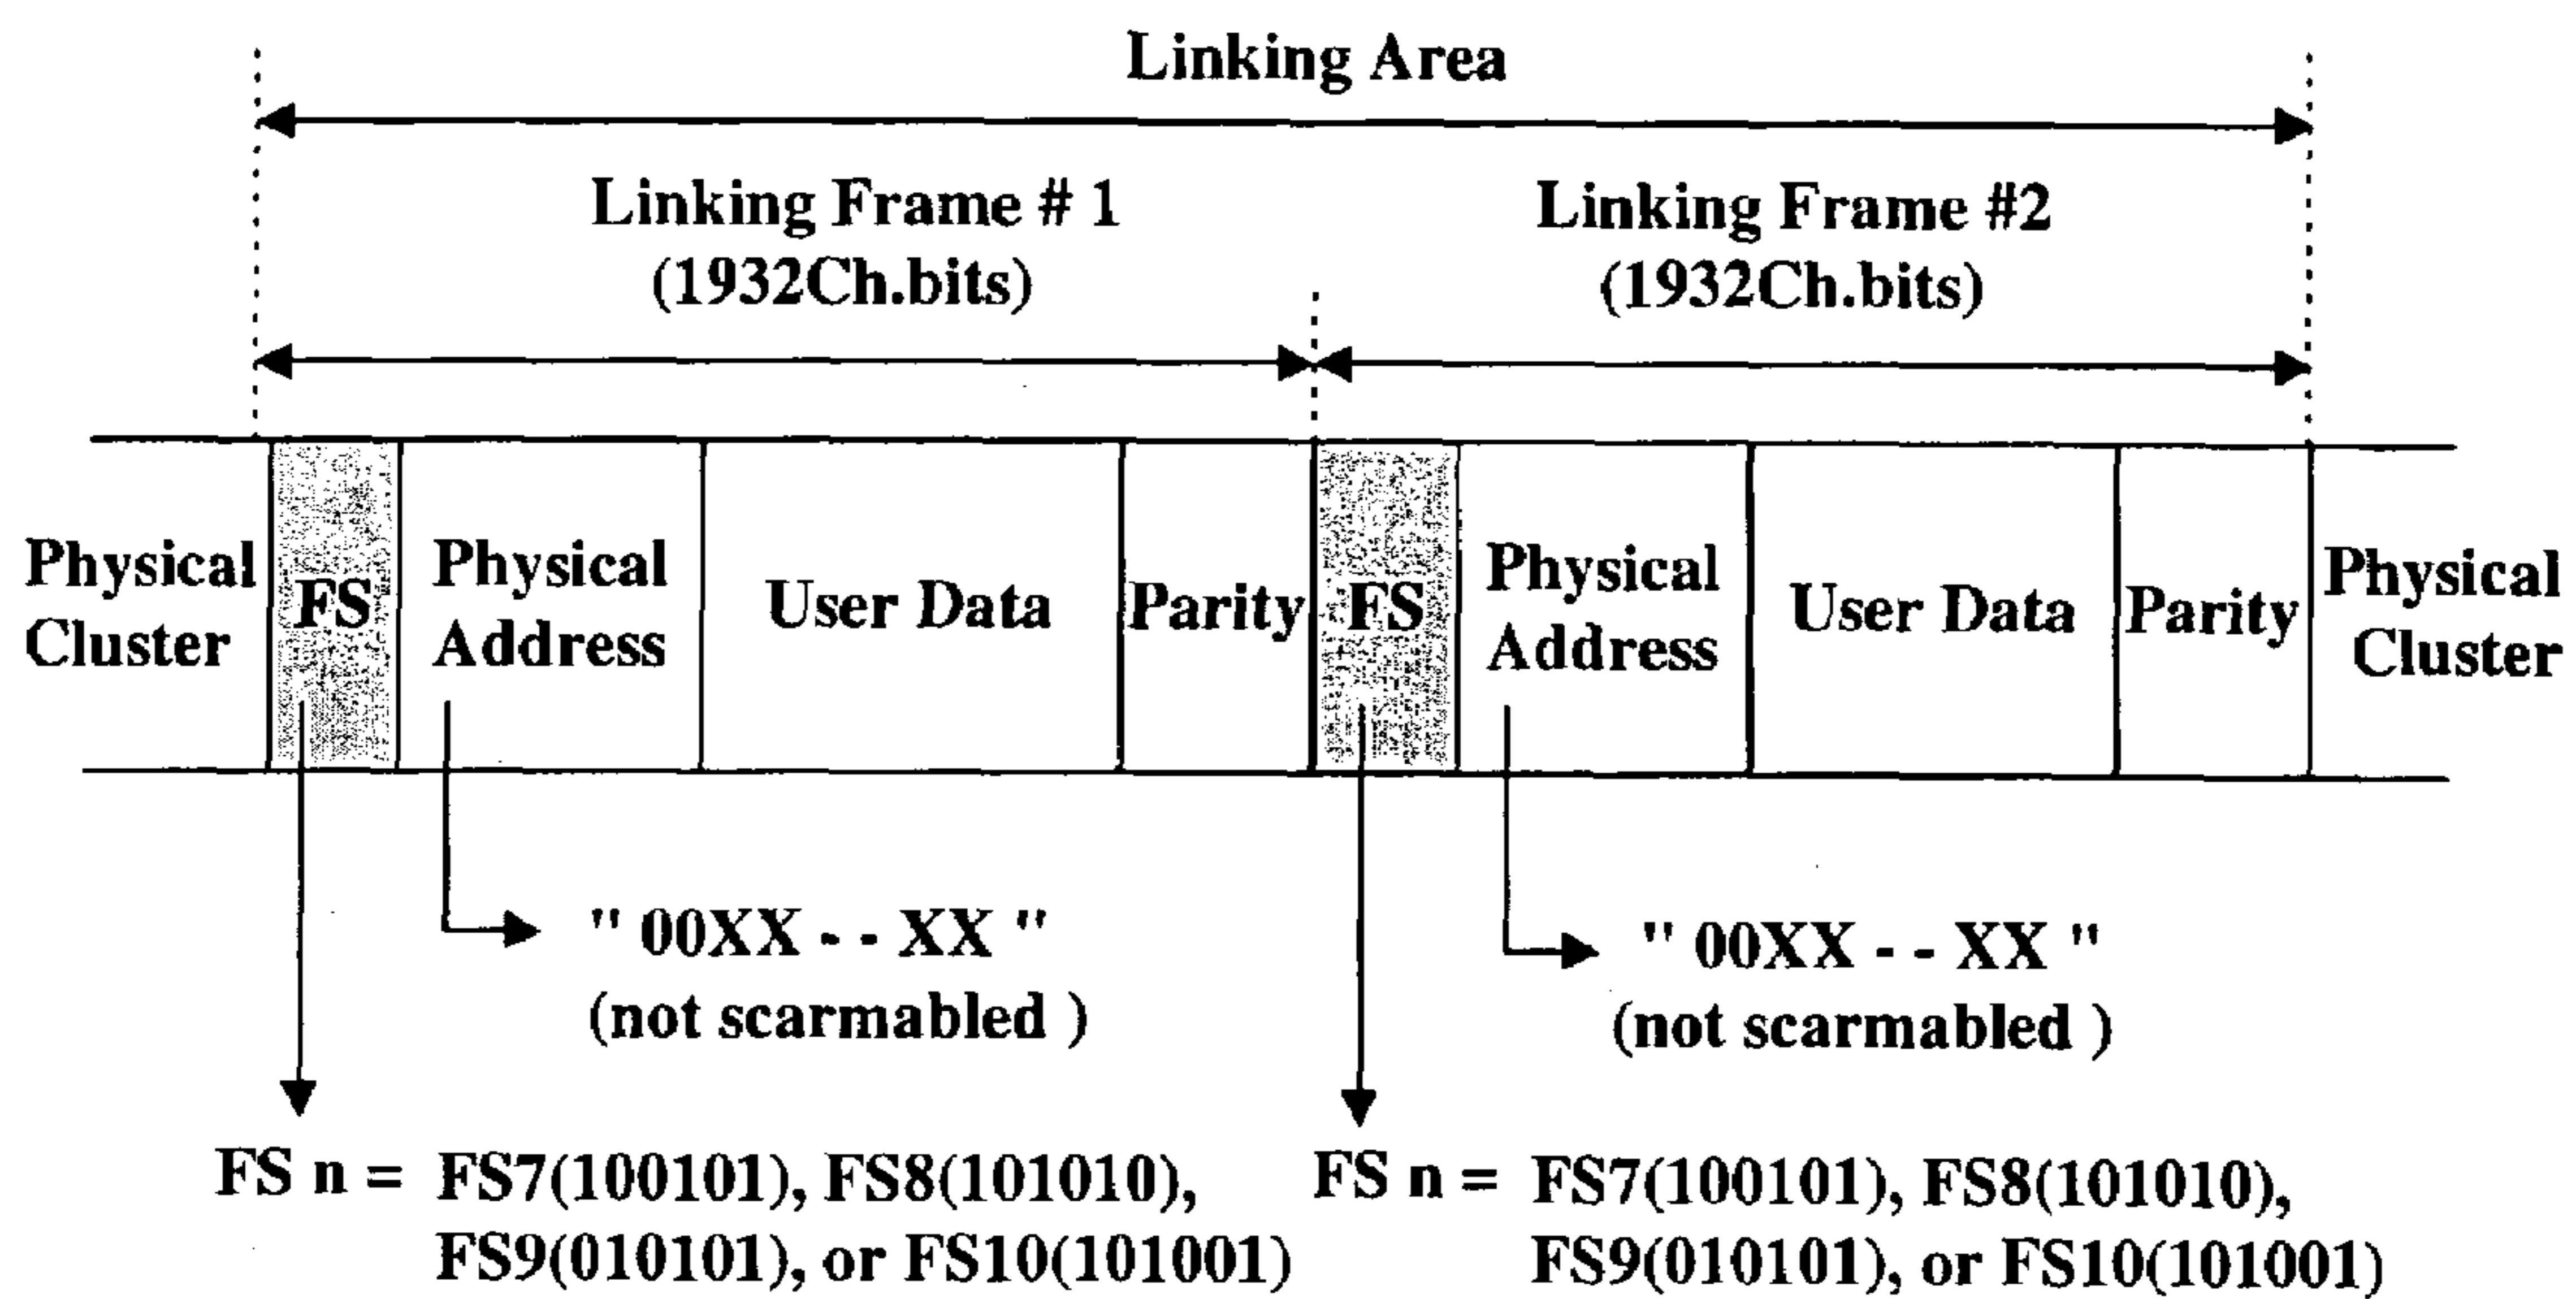 Linking Area
Linking Frame # 1
(1932Ch.bits)
Linking Frame #2
(1932Ch.bits)
Physical
Cluster
FS
Physical
Address
User Data
Parity
FS
Physical
Address
User Data
Parity
Physical
Cluster
" 00XX - - XX "
(not scarmabled )
" 00XX - - XX "
(not scarmabled )
FS n = FS7(100101), FS8(101010),
FS9(010101), or FS10(101001)
FS n = FS7(100101), FS8(101010),
FS9(010101), or FS10(101001)